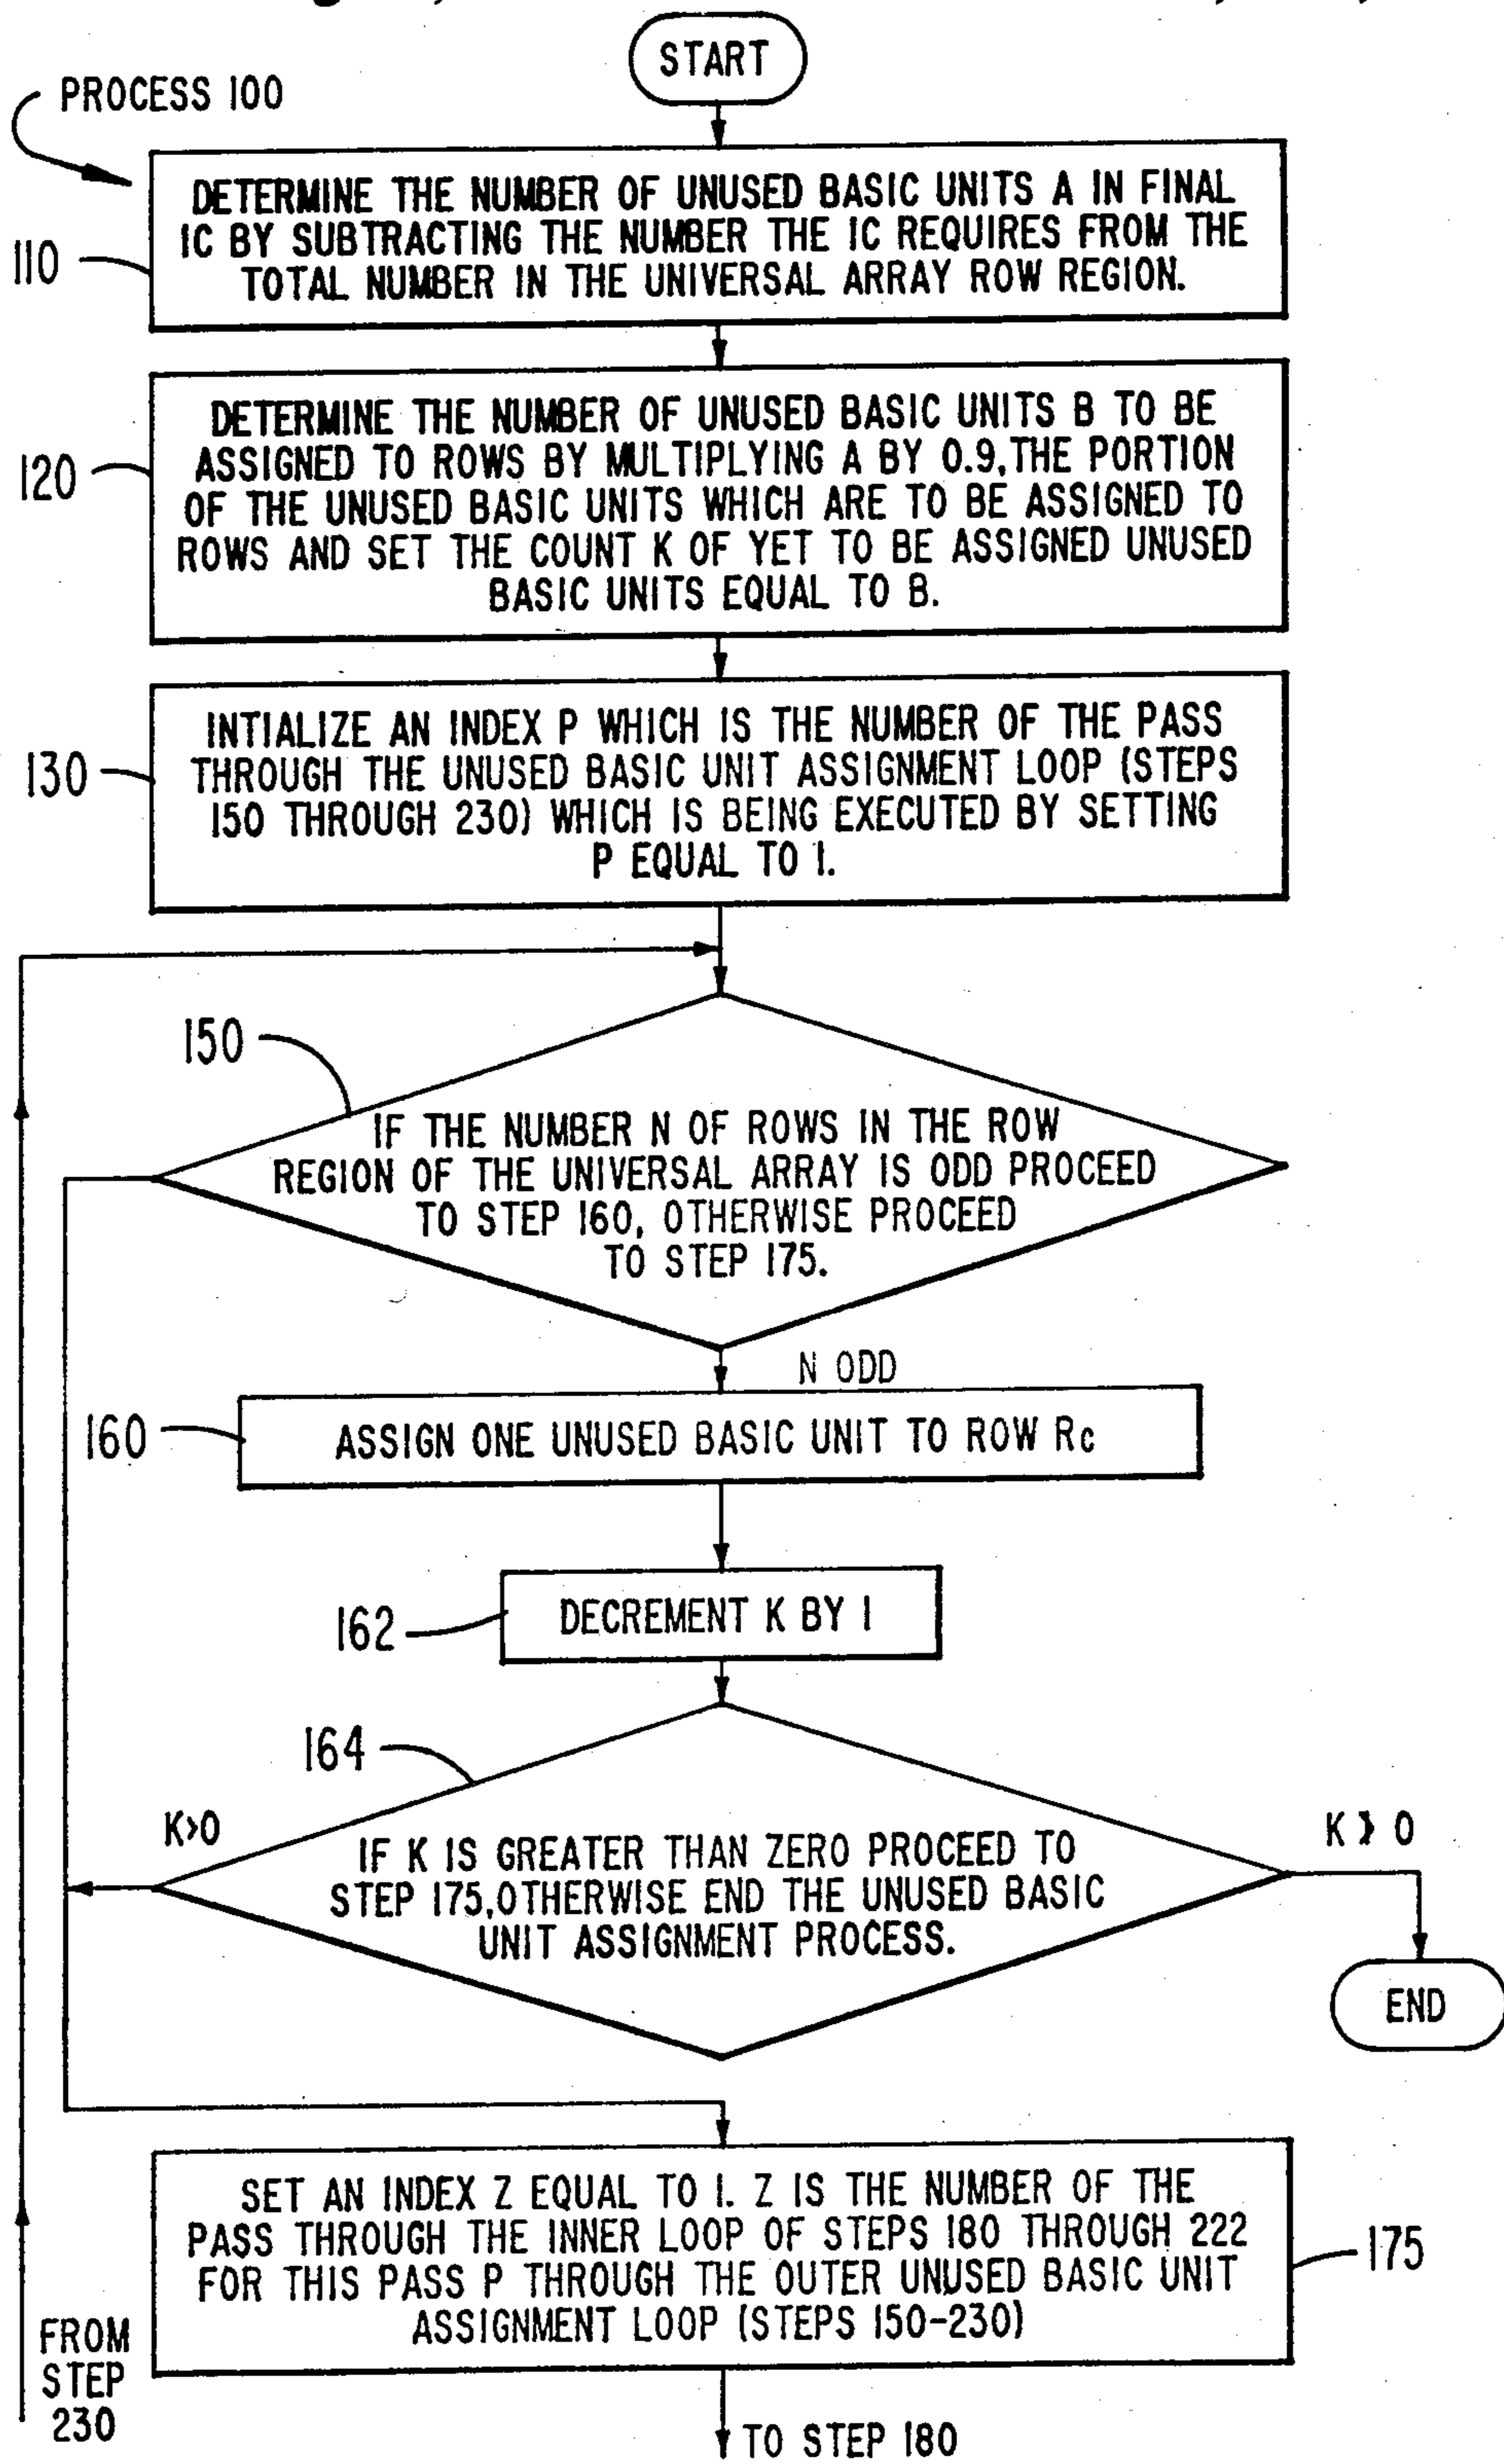 START
PROCESS 100
110
DETERMINE THE NUMBER OF UNUSED BASIC UNITS A IN FINAL
IC BY SUBTRACTING THE NUMBER THE IC REQUIRES FROM THE
TOTAL NUMBER IN THE UNIVERSAL ARRAY ROW REGION.
120
DETERMINE THE NUMBER OF UNUSED BASIC UNITS B TO BE
ASSIGNED TO ROWS BY MULTIPLYING A BY 0.9, THE PORTION
OF THE UNUSED BASIC UNITS WHICH ARE TO BE ASSIGNED TO
ROWS AND SET THE COUNT K OF YET TO BE ASSIGNED UNUSED
BASIC UNITS EQUAL TO B.
130
INTIALIZE AN INDEX P WHICH IS THE NUMBER OF THE PASS
THROUGH THE UNUSED BASIC UNIT ASSIGNMENT LOOP (STEPS
150 THROUGH 230) WHICH IS BEING EXECUTED BY SETTING
P EQUAL TO 1.
150
IF THE NUMBER N OF ROWS IN THE ROW
REGION OF THE UNIVERSAL ARRAY IS ODD PROCEED
TO STEP 160, OTHERWISE PROCEED
TO STEP 175.
N ODD
160
ASSIGN ONE UNUSED BASIC UNIT TO ROW Rc
162
DECREMENT K BY 1
164
K>0
IF K IS GREATER THAN ZERO PROCEED TO
STEP 175, OTHERWISE END THE UNUSED BASIC
UNIT ASSIGNMENT PROCESS.
K ≯ 0
END
SET AN INDEX Z EQUAL TO 1. Z IS THE NUMBER OF THE
PASS THROUGH THE INNER LOOP OF STEPS 180 THROUGH 222
FOR THIS PASS P THROUGH THE OUTER UNUSED BASIC UNIT
ASSIGNMENT LOOP (STEPS 150-230)
175
FROM
STEP
230
TO STEP 180